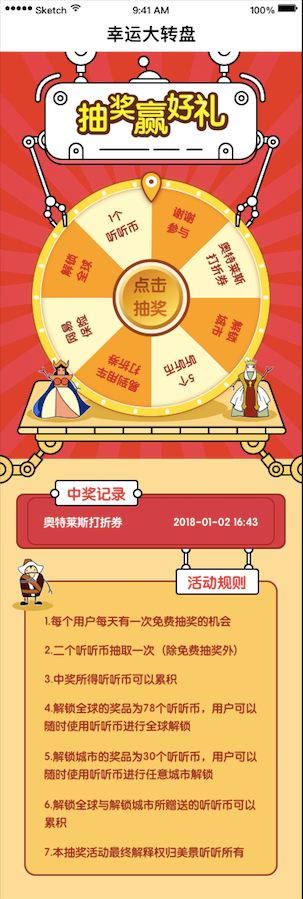 Sketch 9:41 AM 100%
幸运大转盘
抽奖赢好礼
1个
听听币
谢谢
参与
奥特莱斯
打折券
解锁
城市
5个
听听币
易到用车
打折券
网易
保险
解锁
全球
点击
抽奖
中奖记录
奥特莱斯打折券 2018-01-02 16:43
活动规则
1.每个用户每天有一次免费抽奖的机会
2.二个听听币抽取一次（除免费抽奖外）
3.中奖所得听听币可以累积
4.解锁全球的奖品为78个听听币，用户可以
随时使用听听币进行全球解锁
5.解锁城市的奖品为30个听听币，用户可以
随时使用听听币进行任意城市解锁
6.解锁全球与解锁城市所赠送的听听币可以
累积
7.本抽奖活动最终解释权归美景听听所有